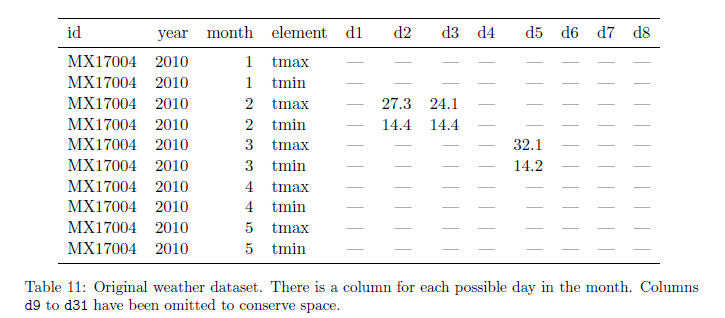 id year month element d1 d2 d3 d4 d5 d6 d7 d8
MX17004 2010 1 tmax — — — — — — — —
MX17004 2010 1 tmin — — — — — — — —
MX17004 2010 2 tmax — 27.3 24.1 — — — — —
MX17004 2010 2 tmin — 14.4 14.4 — — — — —
MX17004 2010 3 tmax — — — — 32.1 — — —
MX17004 2010 3 tmin — — — — 14.2 — — —
MX17004 2010 4 tmax — — — — — — — —
MX17004 2010 4 tmin — — — — — — — —
MX17004 2010 5 tmax — — — — — — — —
MX17004 2010 5 tmin — — — — — — — —
Table 11: Original weather dataset. There is a column for each possible day in the month. Columns
d9 to d31 have been omitted to conserve space.